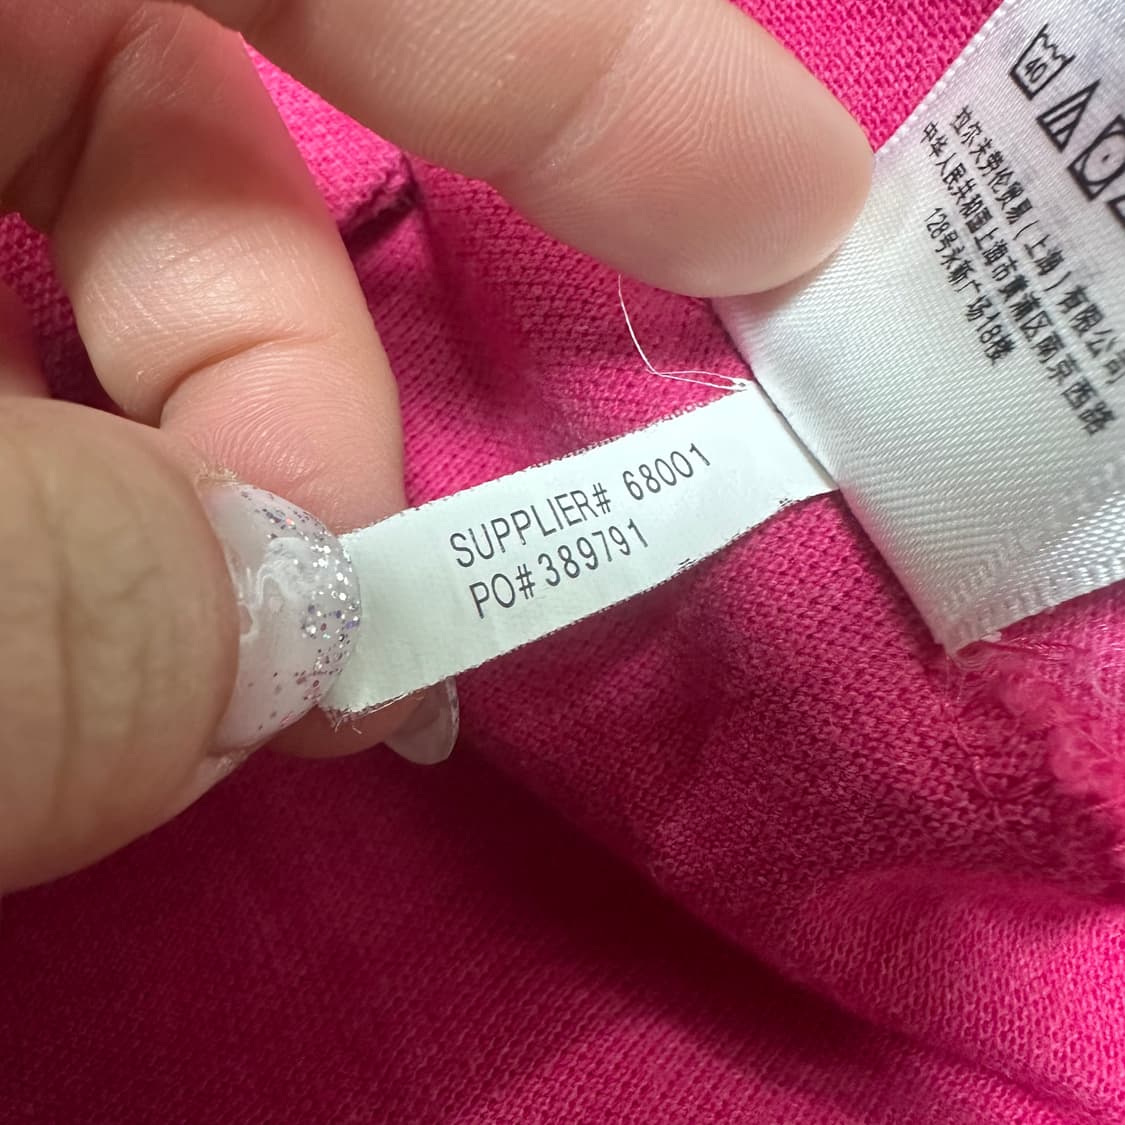 40
拉尔夫劳伦贸易(上海)有限公司
中华人民共和国上海市黄浦区南京西路
128号永新广场18楼
SUPPLIER# 68001
PO# 389791